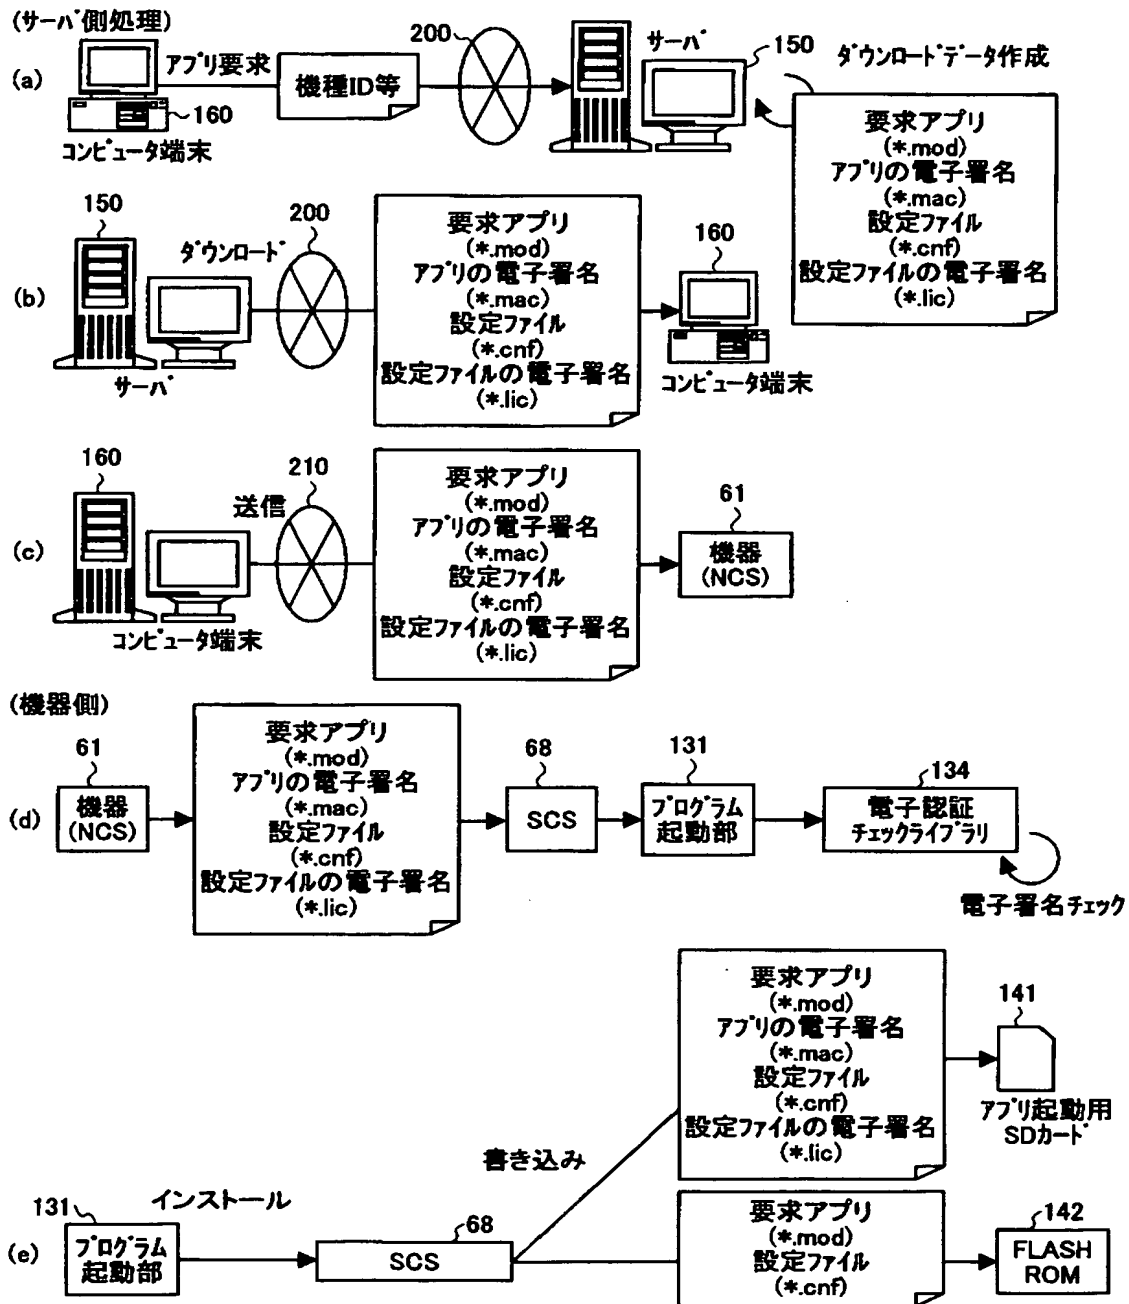 (サーバ側処理)
(a)
アプリ要求
機種ID等
200
サーバ
150
ダウンロードデータ作成
160
コンピュータ端末
要求アプリ
(*.mod)
アプリの電子署名
(*.mac)
設定ファイル
(*.cnf)
設定ファイルの電子署名
(*.lic)
(b)
150
サーバ
ダウンロード
200
要求アプリ
(*.mod)
アプリの電子署名
(*.mac)
設定ファイル
(*.cnf)
設定ファイルの電子署名
(*.lic)
160
コンピュータ端末
(c)
160
コンピュータ端末
送信
210
要求アプリ
(*.mod)
アプリの電子署名
(*.mac)
設定ファイル
(*.cnf)
設定ファイルの電子署名
(*.lic)
61
機器
(NCS)
(機器側)
(d)
61
機器
(NCS)
要求アプリ
(*.mod)
アプリの電子署名
(*.mac)
設定ファイル
(*.cnf)
設定ファイルの電子署名
(*.lic)
68
SCS
131
プログラム
起動部
134
電子認証
チェックライブラリ
電子署名チェック
(e)
131
プログラム
起動部
インストール
68
SCS
書き込み
要求アプリ
(*.mod)
アプリの電子署名
(*.mac)
設定ファイル
(*.cnf)
設定ファイルの電子署名
(*.lic)
141
アプリ起動用
SDカード
要求アプリ
(*.mod)
設定ファイル
(*.cnf)
142
FLASH
ROM